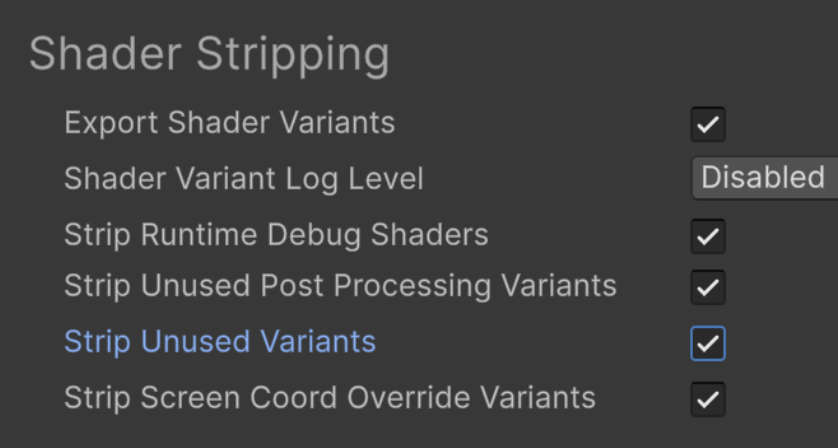 Shader Stripping
Export Shader Variants
Shader Variant Log Level Disabled
Strip Runtime Debug Shaders
Strip Unused Post Processing Variants
Strip Unused Variants
Strip Screen Coord Override Variants